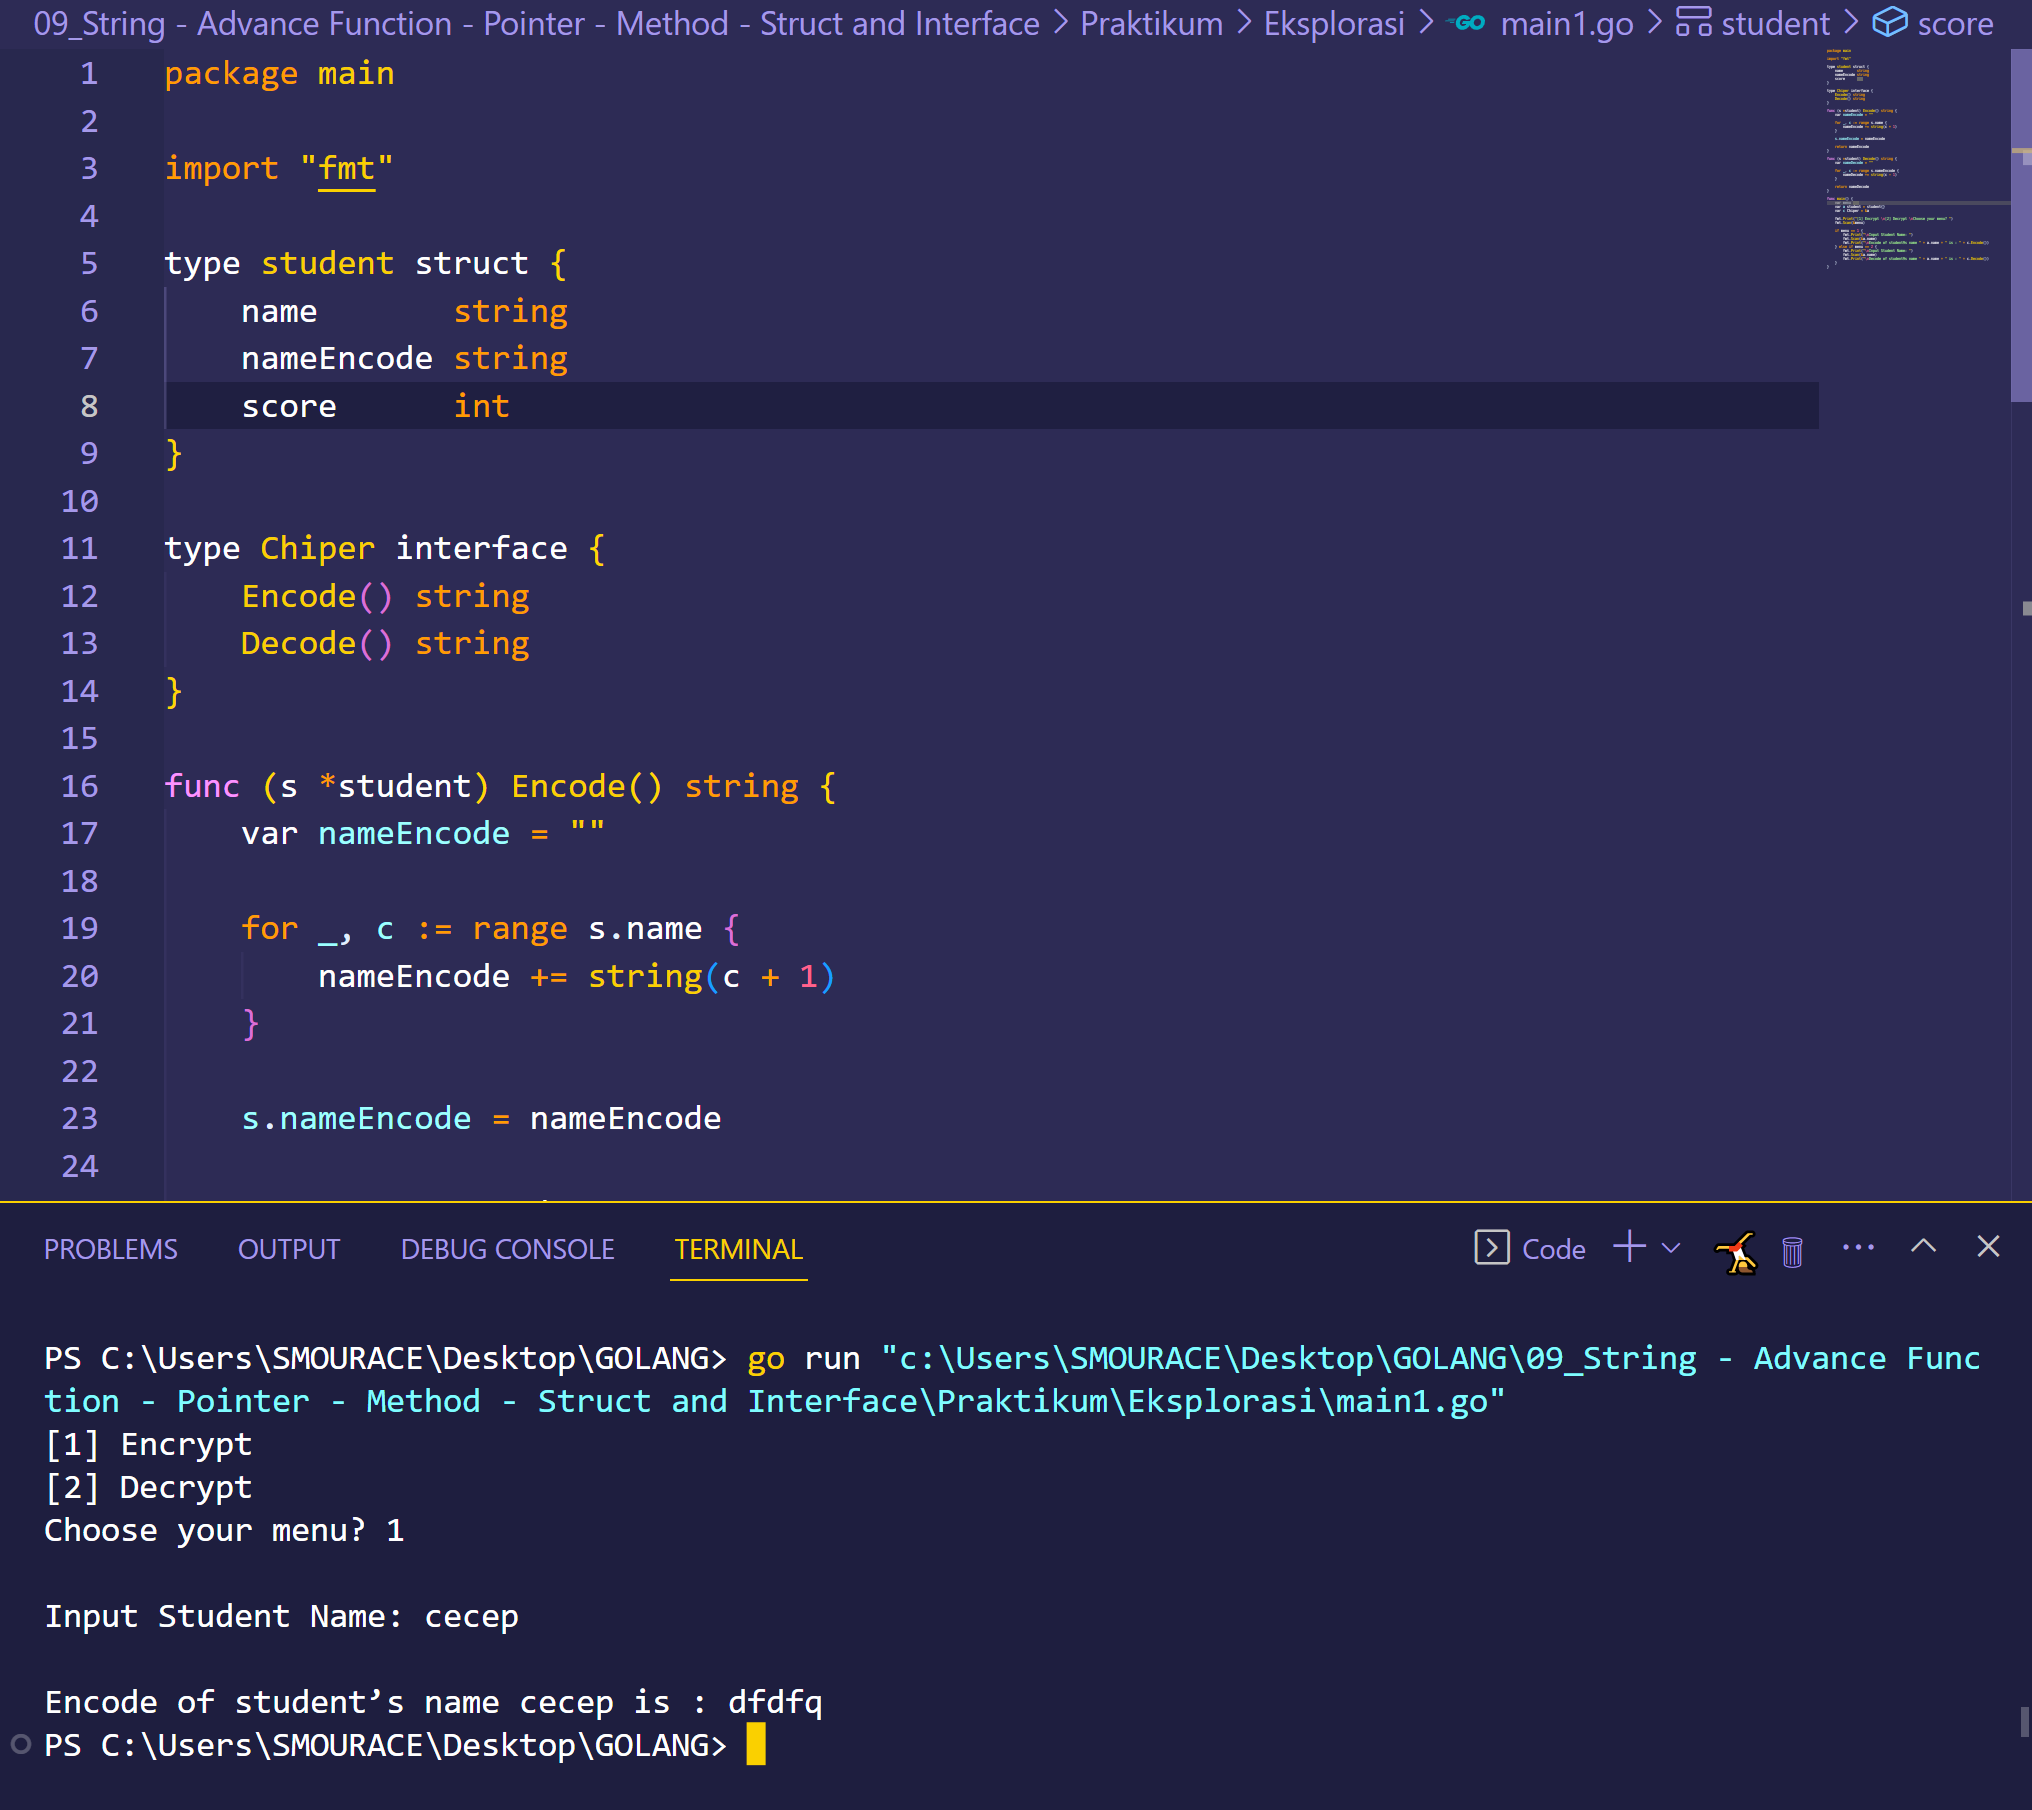 09_String - Advance Function - Pointer - Method - Struct and Interface > Praktikum > Eksplorasi > GO main1.go > student > score
1 package main
2
3 import "fmt"
4
5 type student struct {
6 name string
7 nameEncode string
8 score int
9 }
10
11 type Chiper interface {
12 Encode() string
13 Decode() string
14 }
15
16 func (s *student) Encode() string {
17 var nameEncode = ""
18
19 for _, c := range s.name {
20 nameEncode += string(c + 1)
21 }
22
23 s.nameEncode = nameEncode
24
PROBLEMS OUTPUT DEBUG CONSOLE TERMINAL Code
PS C:\Users\SMOURACE\Desktop\GOLANG> go run "c:\Users\SMOURACE\Desktop\GOLANG\09_String - Advance Func
tion - Pointer - Method - Struct and Interface\Praktikum\Eksplorasi\main1.go"
[1] Encrypt
[2] Decrypt
Choose your menu? 1
Input Student Name: cecep
Encode of student’s name cecep is : dfdfq
PS C:\Users\SMOURACE\Desktop\GOLANG>